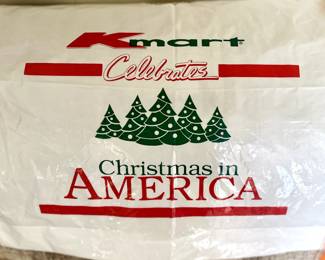 Kmart
Celebrates
Christmas in
AMERICA